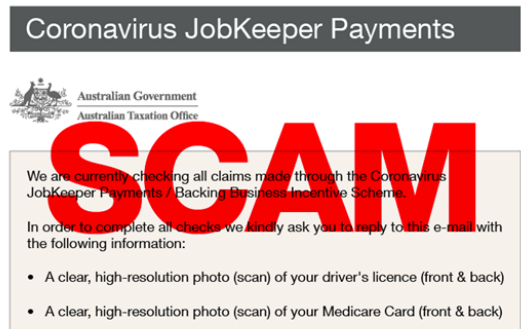 Coronavirus JobKeeper Payments
Australian Government
Australian Taxation Office
SCAM
We are currently checking all claims made through the Coronavirus
JobKeeper Payments / Backing Business Incentive Scheme.
In order to complete all checks we kindly ask you to reply to this e-mail with
the following information:
• A clear, high-resolution photo (scan) of your driver's licence (front & back)
• A clear, high-resolution photo (scan) of your Medicare Card (front & back)